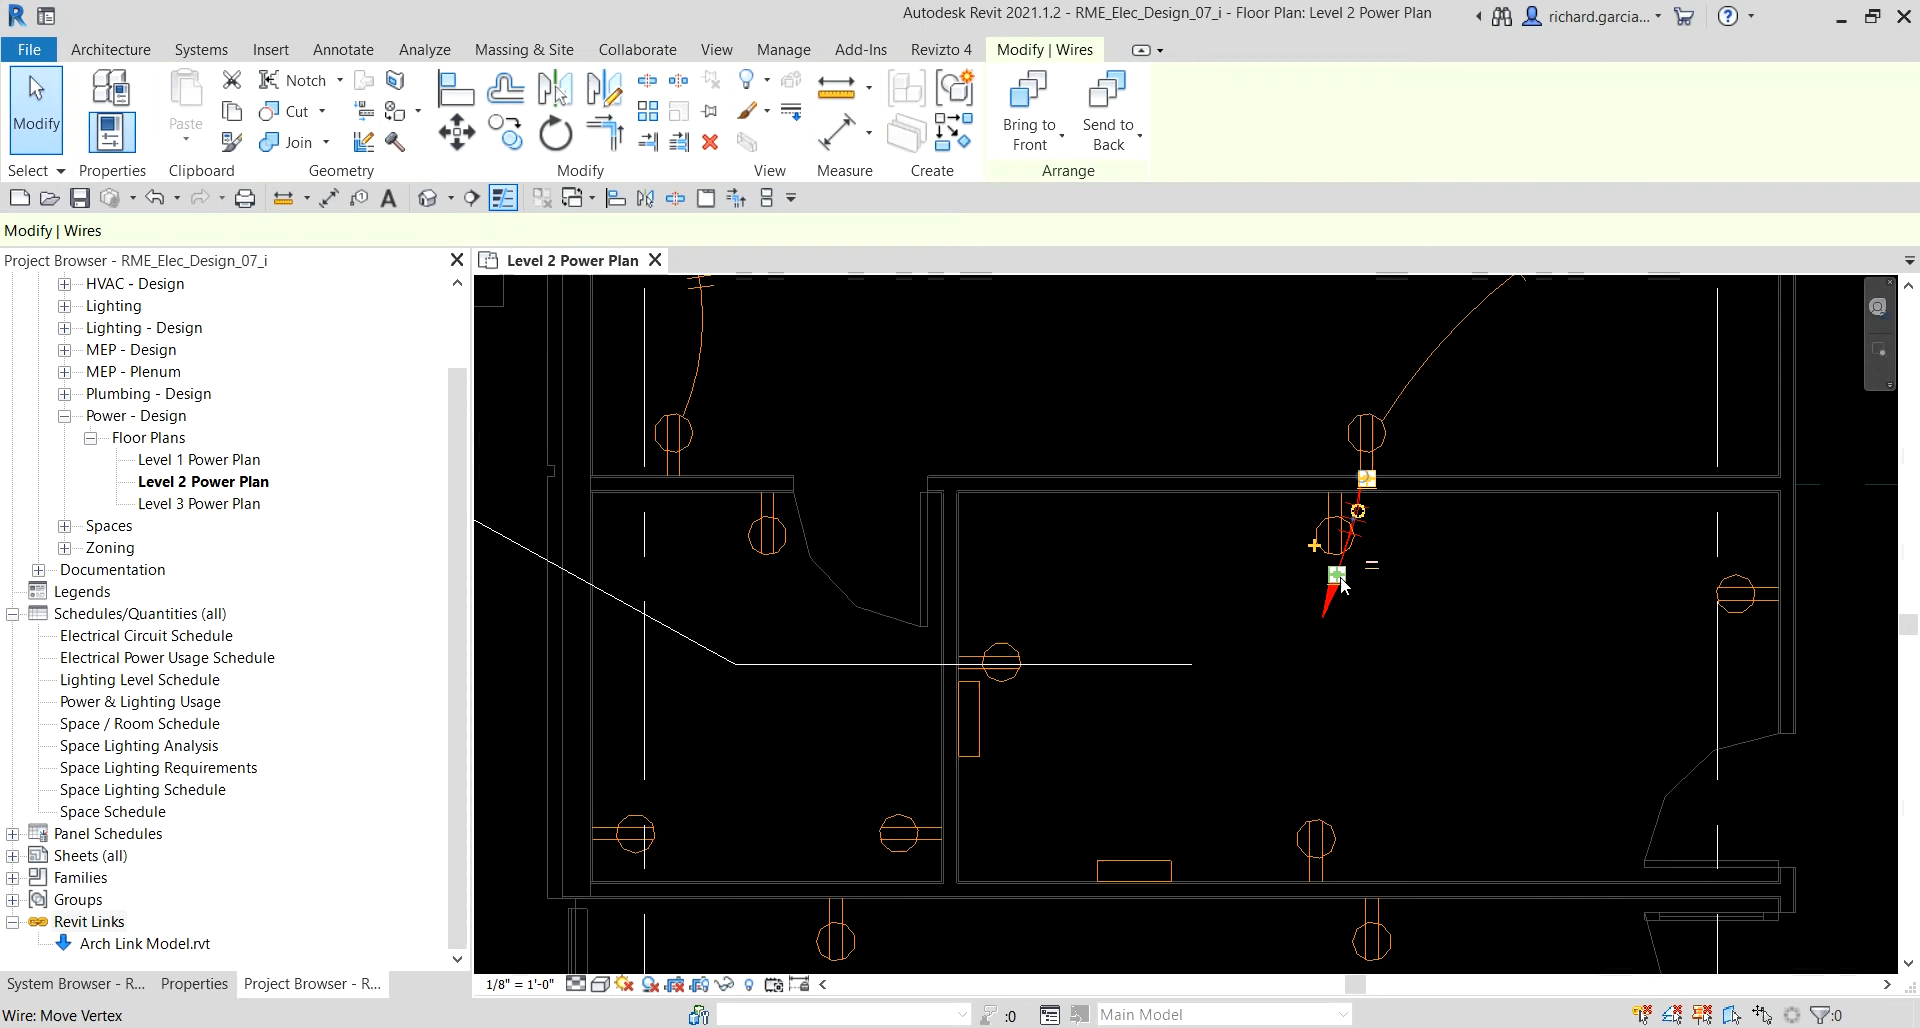 Autodesk Revit 2021.1.2 - RME_Elec_Design_07_i - Floor Plan: Level 2 Power Plan
richard.garcia...
File Architecture Systems Insert Annotate Analyze Massing & Site Collaborate View Manage Add-Ins Revizto 4 Modify | Wires
Modify
Paste
Notch
Cut
Join
Bring to Front
Send to Back
Select Properties Clipboard Geometry Modify View Measure Create Arrange
Modify | Wires
Project Browser - RME_Elec_Design_07_i
Level 2 Power Plan
HVAC - Design
Lighting
Lighting - Design
MEP - Design
MEP - Plenum
Plumbing - Design
Power - Design
Floor Plans
Level 1 Power Plan
Level 2 Power Plan
Level 3 Power Plan
Spaces
Zoning
Documentation
Legends
Schedules/Quantities (all)
Electrical Circuit Schedule
Electrical Power Usage Schedule
Lighting Level Schedule
Power & Lighting Usage
Space / Room Schedule
Space Lighting Analysis
Space Lighting Requirements
Space Lighting Schedule
Space Schedule
Panel Schedules
Sheets (all)
Families
Groups
Revit Links
Arch Link Model.rvt
System Browser - R... Properties Project Browser - R...
1/8" = 1'-0"
Wire: Move Vertex
:0
Main Model
:0